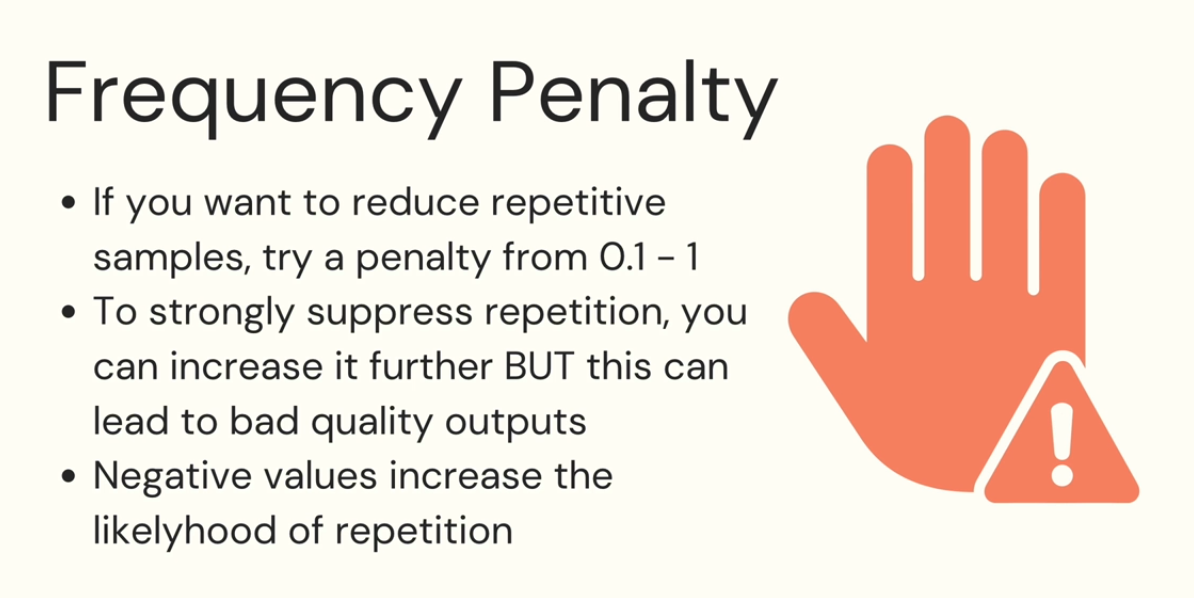 Frequency Penalty
• If you want to reduce repetitive
samples, try a penalty from 0.1 - 1
• To strongly suppress repetition, you
can increase it further BUT this can
lead to bad quality outputs
• Negative values increase the
likelyhood of repetition